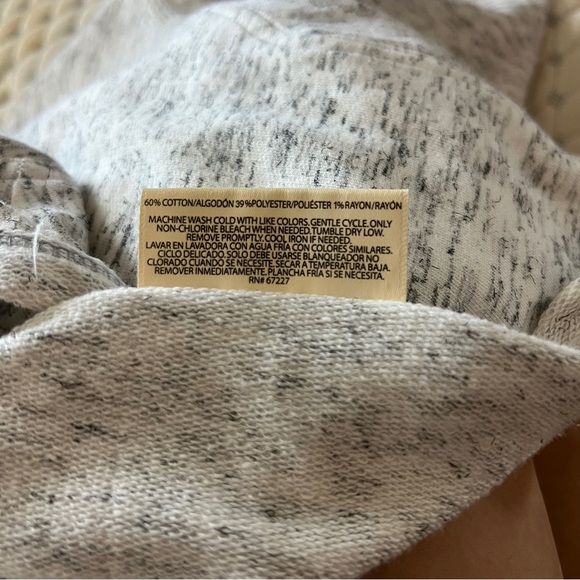 60% COTTON/ALGODÓN 39%POLYESTER/POLIÉSTER 1% RAYON/RAYÓN
MACHINE WASH COLD WITH LIKE COLORS. GENTLE CYCLE. ONLY
NON-CHLORINE BLEACH WHEN NEEDED. TUMBLE DRY LOW.
REMOVE PROMPTLY. COOL IRON IF NEEDED.
LAVAR EN LAVADORA CON AGUA FRÍA CON COLORES SIMILARES.
CICLO DELICADO. SOLO DEBE USARSE BLANQUEADOR NO
CLORADO CUANDO SE NECESITE. SECAR A TEMPERATURA BAJA.
REMOVER INMEDIATAMENTE. PLANCHA FRÍA SI SE NECESITA.
RN# 67227